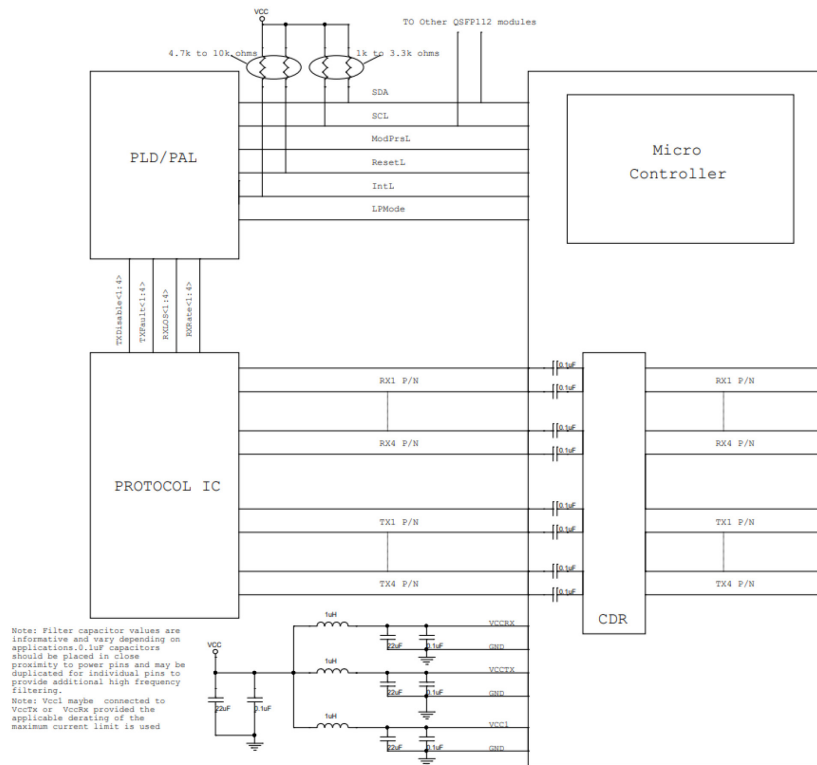 VCC
TO Other QSFP112 modules
4.7k to 10k ohms
1k to 3.3k ohms
SDA
SCL
ModPrsL
ResetL
IntL
LPMode
PLD/PAL
Micro
Controller
TXDisable<1:4>
TXFault<1:4>
RXLOS<1:4>
RXRate<1:4>
PROTOCOL IC
RX1 P/N
RX4 P/N
TX1 P/N
TX4 P/N
0.1uF
0.1uF
0.1uF
0.1uF
0.1uF
0.1uF
0.1uF
0.1uF
CDR
RX1 P/N
RX4 P/N
TX1 P/N
TX4 P/N
Note: Filter capacitor values are
informative and vary depending on
applications.0.1uF capacitors
should be placed in close
proximity to power pins and may be
duplicated for individual pins to
provide additional high frequency
filtering.
Note: Vcc1 maybe connected to
VccTx or VccRx provided the
applicable derating of the
maximum current limit is used
VCC
22uF
0.1uF
1uH
22uF
0.1uF
VCCRX
GND
1uH
22uF
0.1uF
VCCTX
GND
1uH
22uF
0.1uF
VCC1
GND